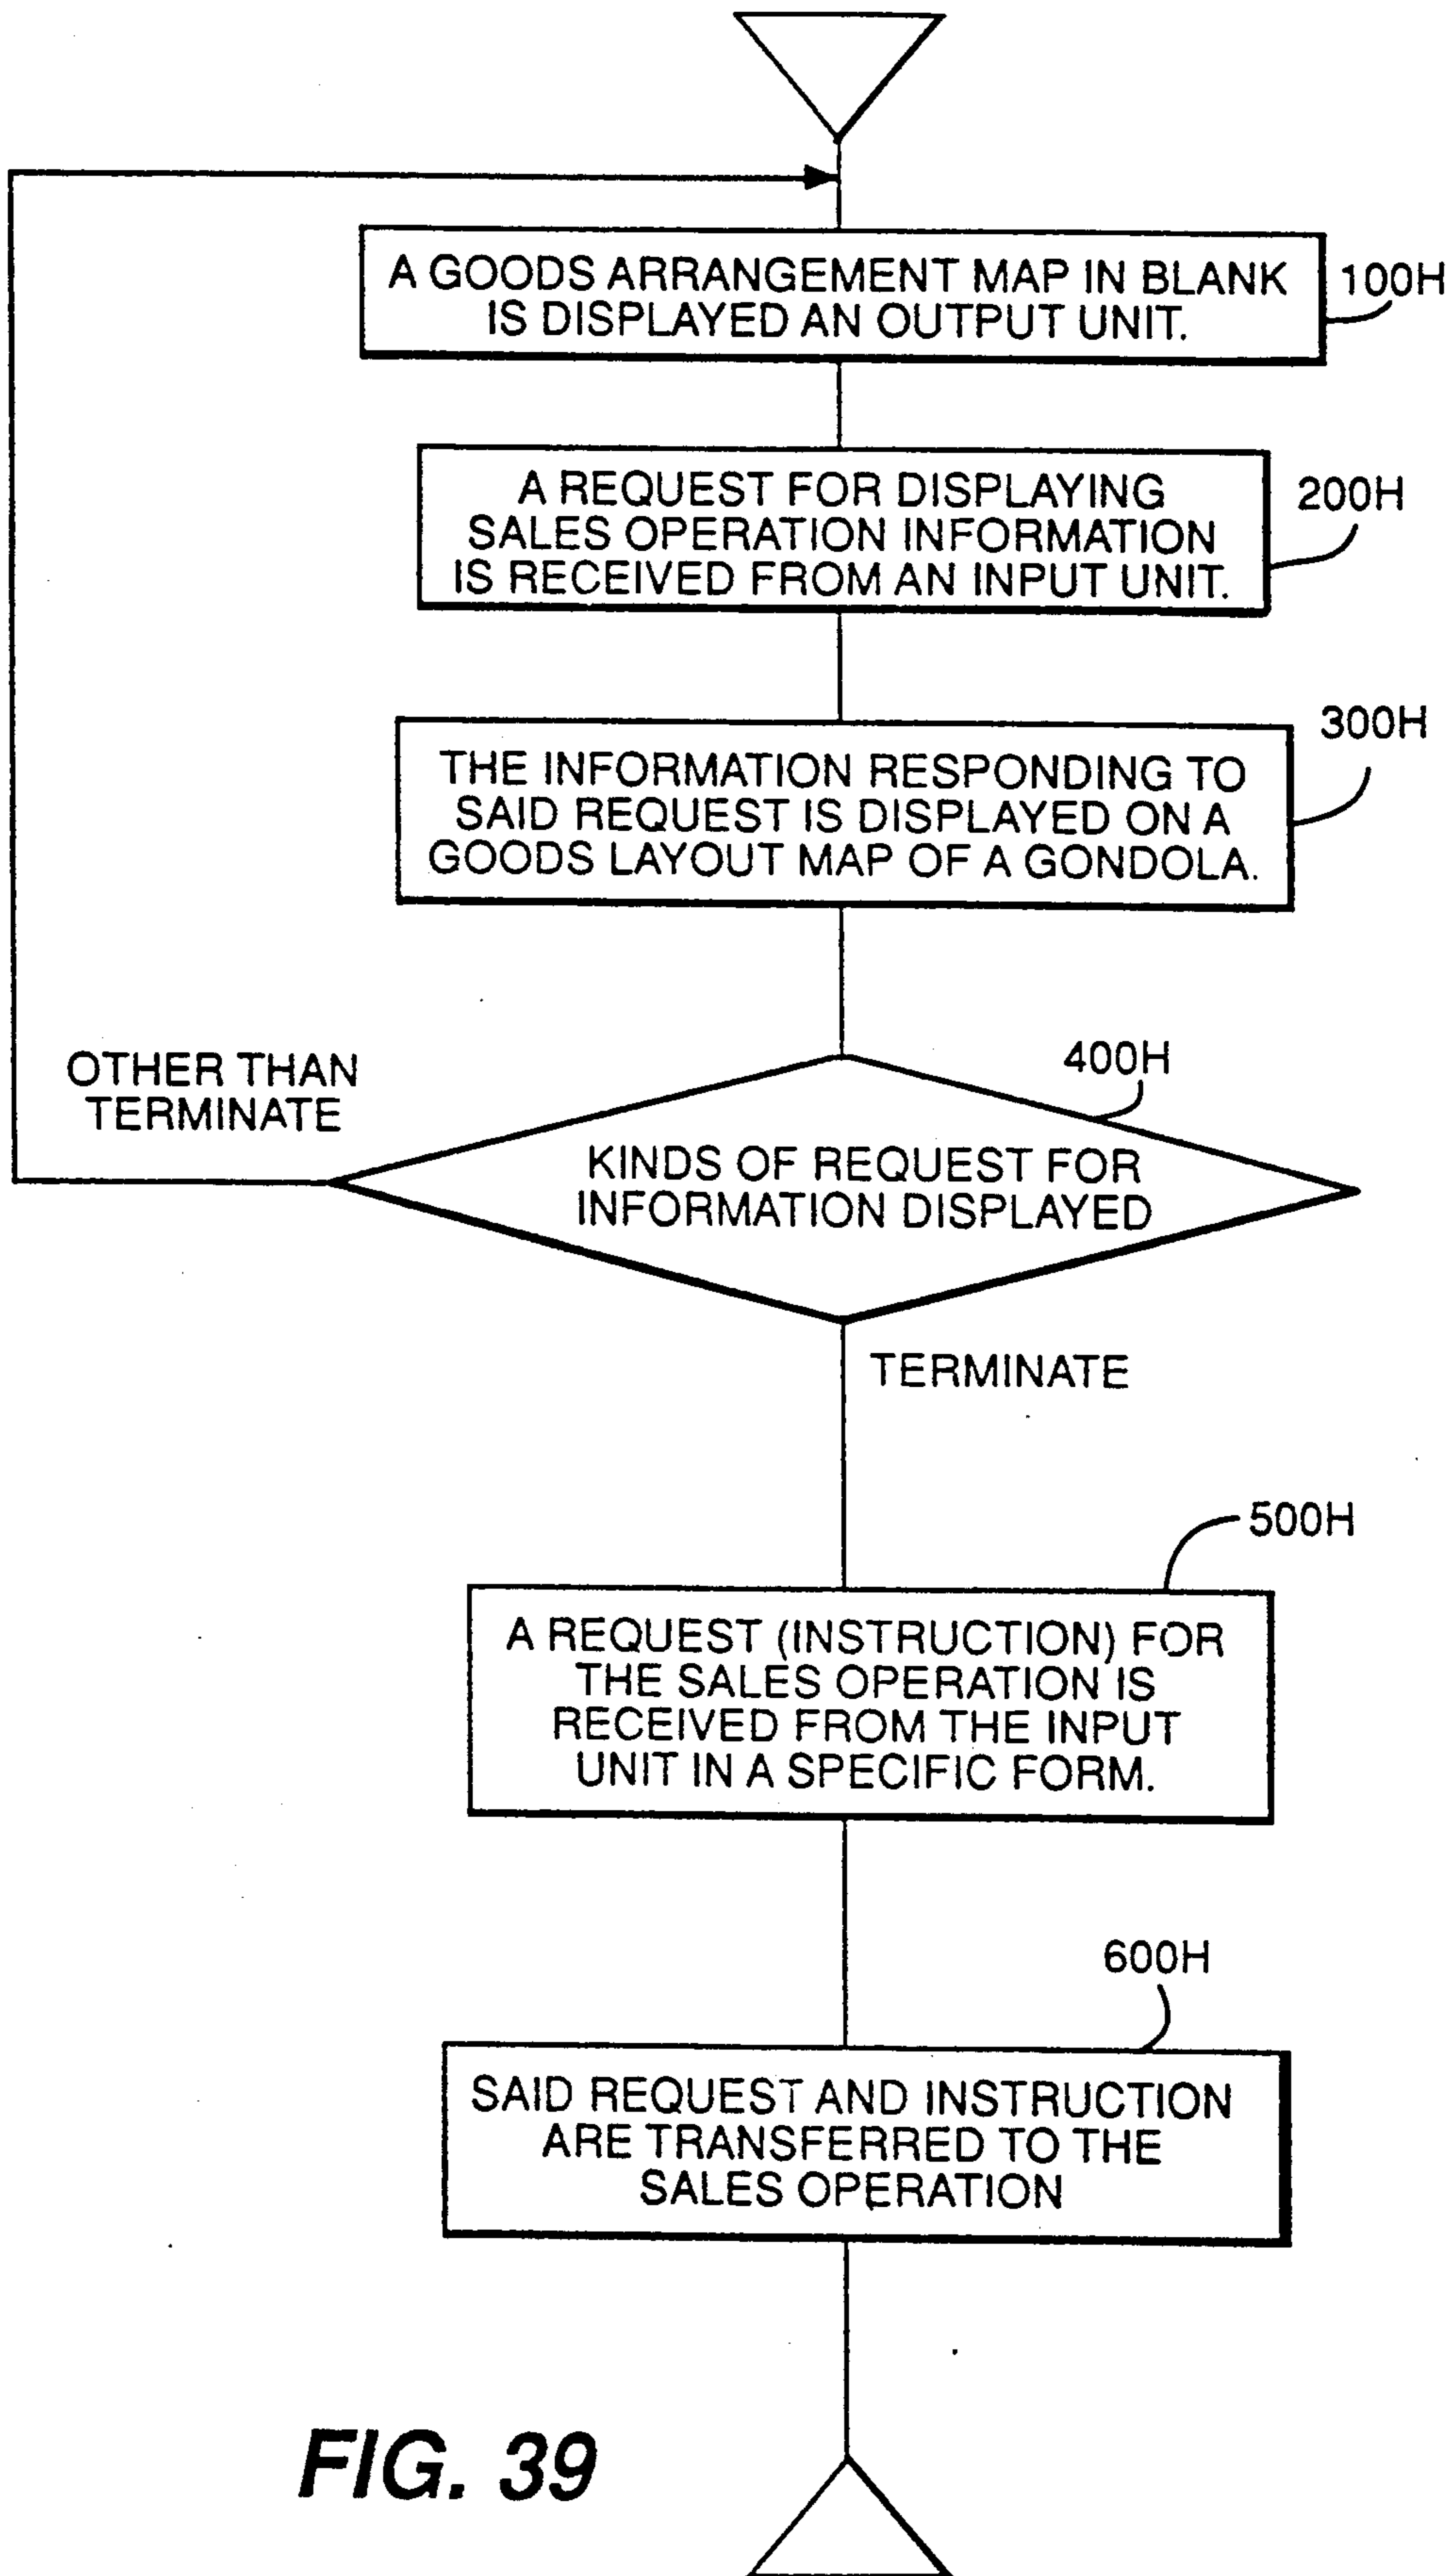 A GOODS ARRANGEMENT MAP IN BLANK
IS DISPLAYED AN OUTPUT UNIT.
100H
A REQUEST FOR DISPLAYING
SALES OPERATION INFORMATION
IS RECEIVED FROM AN INPUT UNIT.
200H
THE INFORMATION RESPONDING TO
SAID REQUEST IS DISPLAYED ON A
GOODS LAYOUT MAP OF A GONDOLA.
300H
OTHER THAN
TERMINATE
400H
KINDS OF REQUEST FOR
INFORMATION DISPLAYED
TERMINATE
500H
A REQUEST (INSTRUCTION) FOR
THE SALES OPERATION IS
RECEIVED FROM THE INPUT
UNIT IN A SPECIFIC FORM.
600H
SAID REQUEST AND INSTRUCTION
ARE TRANSFERRED TO THE
SALES OPERATION
FIG. 39